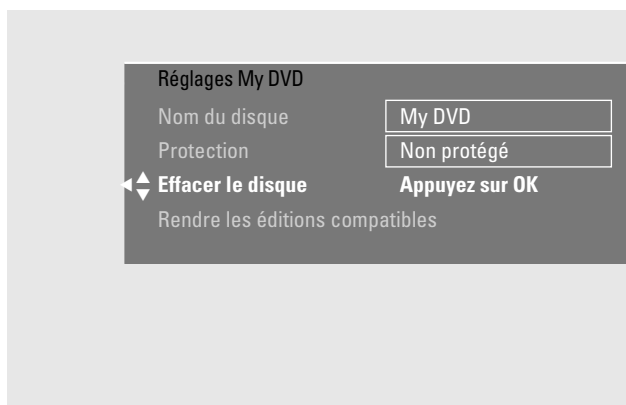 Réglages My DVD
Nom du disque My DVD
Protection Non protégé
Effacer le disque Appuyez sur OK
Rendre les éditions compatibles